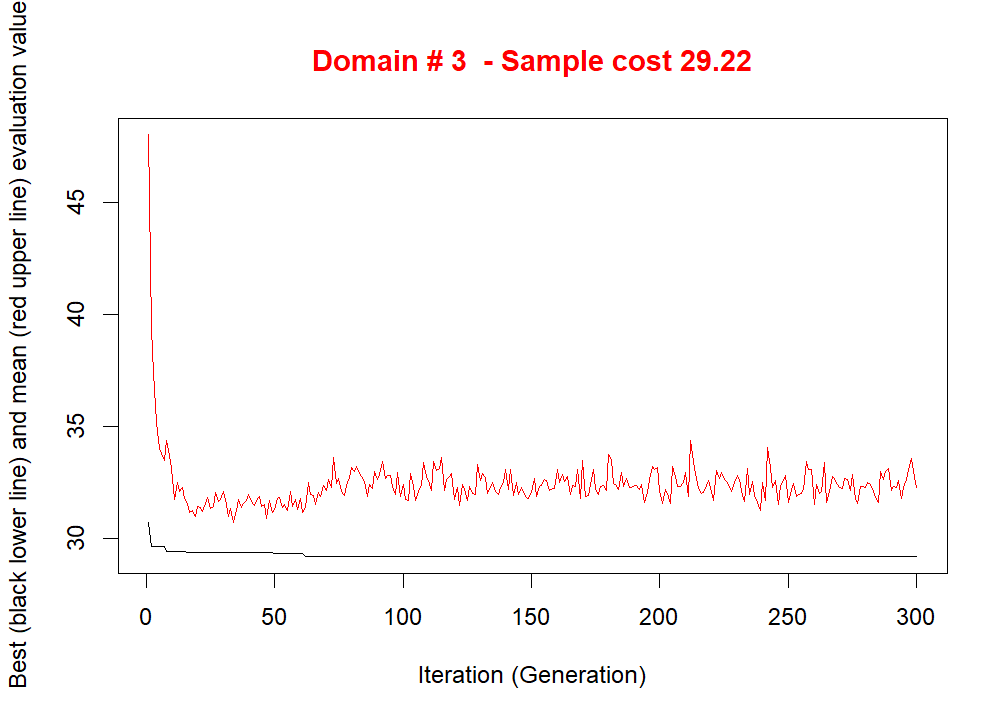 Domain # 3  - Sample cost 29.22
Best (black lower line) and mean (red upper line) evaluation value
45
40
35
30
0 50 100 150 200 250 300
Iteration (Generation)